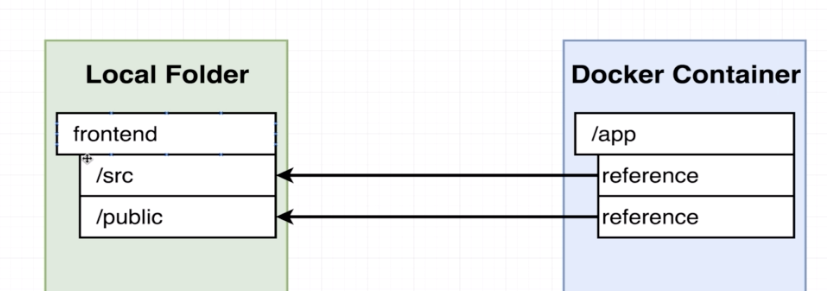 Local Folder
frontend
/src
/public
Docker Container
/app
reference
reference